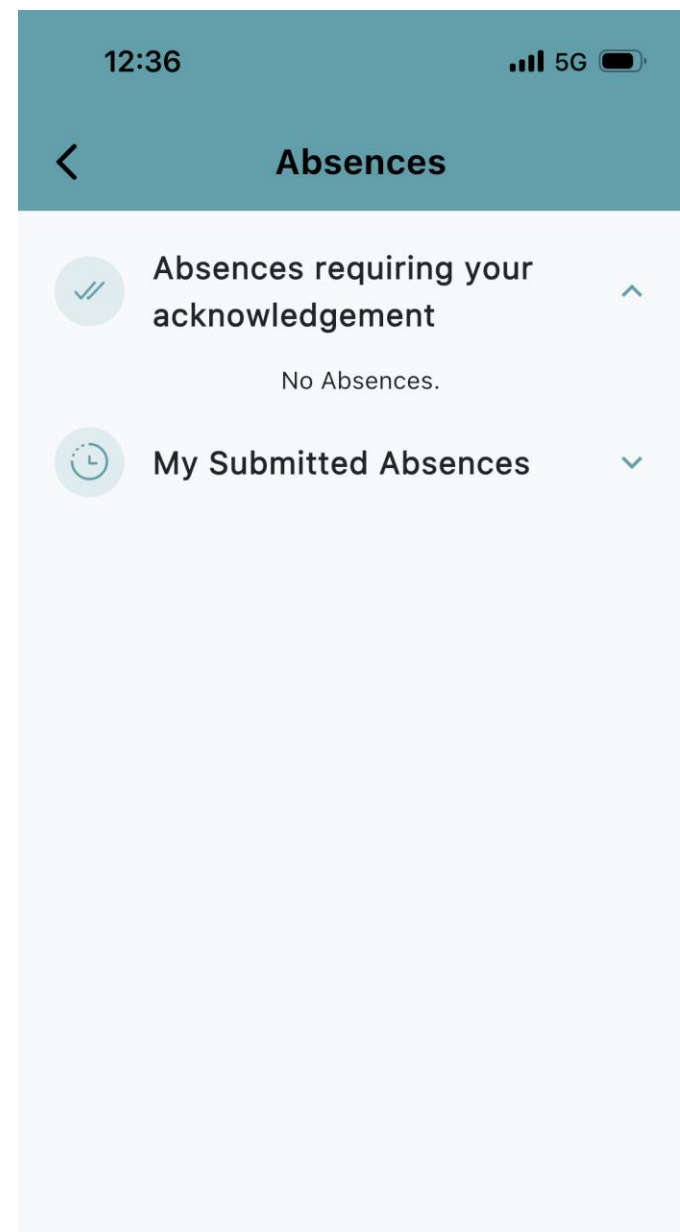 12:36 5G
Absences
Absences requiring your
acknowledgement
No Absences.
My Submitted Absences